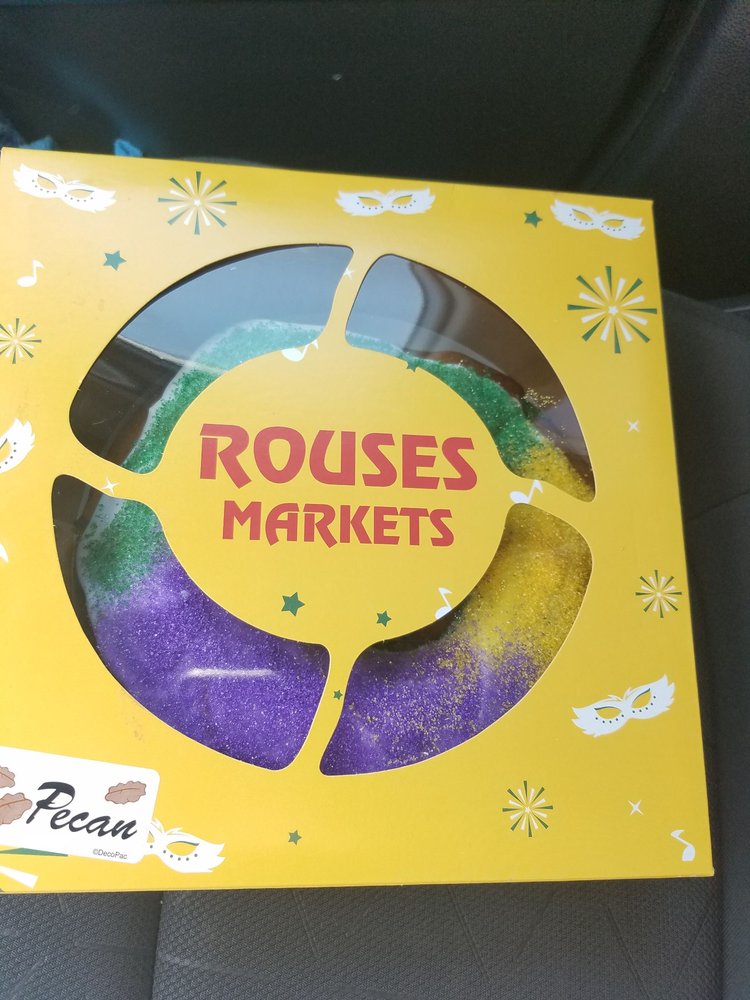 ROUSES
MARKETS
Pecan
©DecoPac